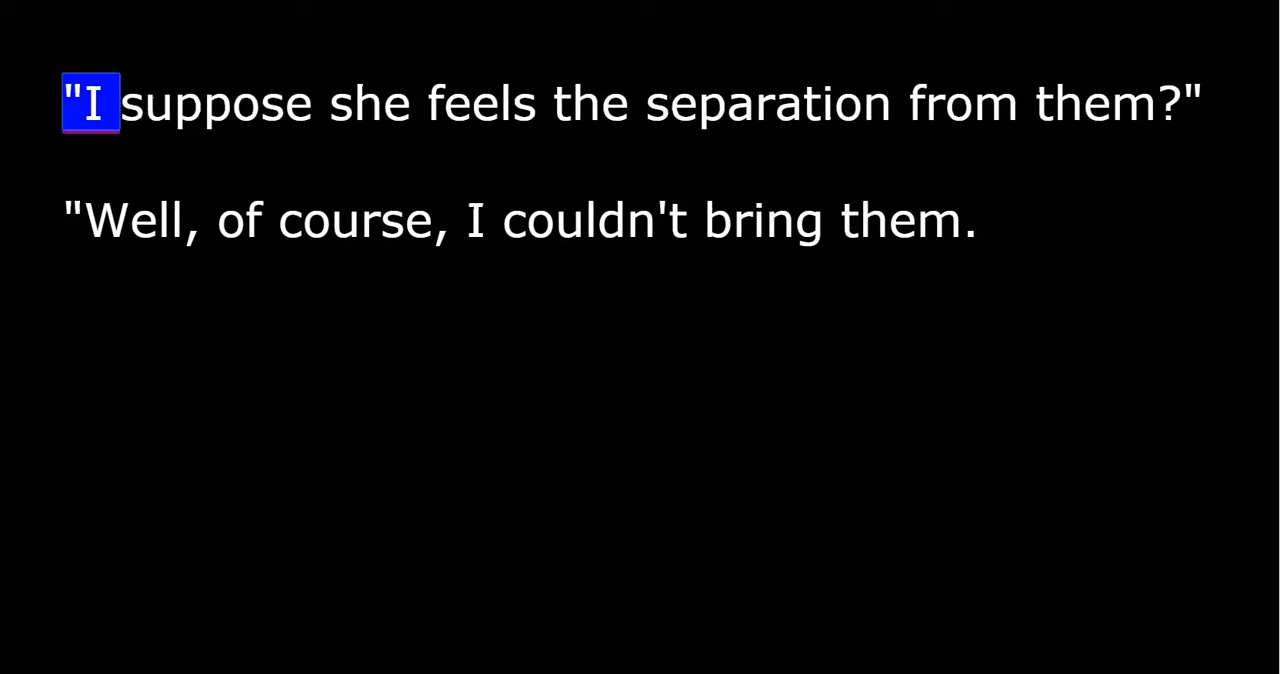 "I suppose she feels the separation from them?"
"Well, of course, I couldn't bring them.